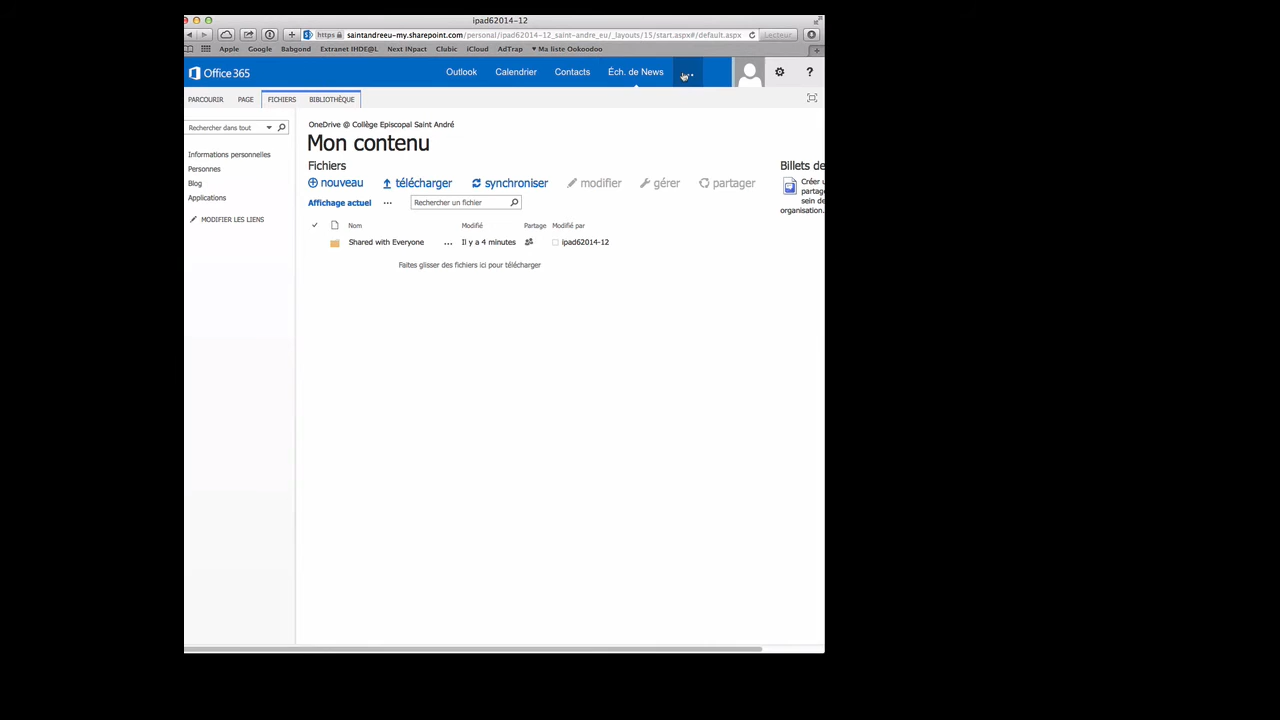 ipad62014-12
https saintandreeu-my.sharepoint.com/personal/ipad62014-12_saint-andre_eu/_layouts/15/start.aspx#/default.aspx Lecteur
Apple Google Babgond Extranet IHDE@L Next INpact Clubic iCloud AdTrap ♥ Ma liste Ookoodoo
Office 365 Outlook Calendrier Contacts Éch. de News ... ?
PARCOURIR PAGE FICHIERS BIBLIOTHÈQUE
Rechercher dans tout
Informations personnelles
Personnes
Blog
Applications
MODIFIER LES LIENS
OneDrive @ Collège Episcopal Saint André
Mon contenu
Fichiers
nouveau télécharger synchroniser modifier gérer partager
Affichage actuel ... Rechercher un fichier
Nom Modifié Partage Modifié par
Shared with Everyone ... Il y a 4 minutes ipad62014-12
Faites glisser des fichiers ici pour télécharger
Billets de
Créer u
partage
sein de
organisation.